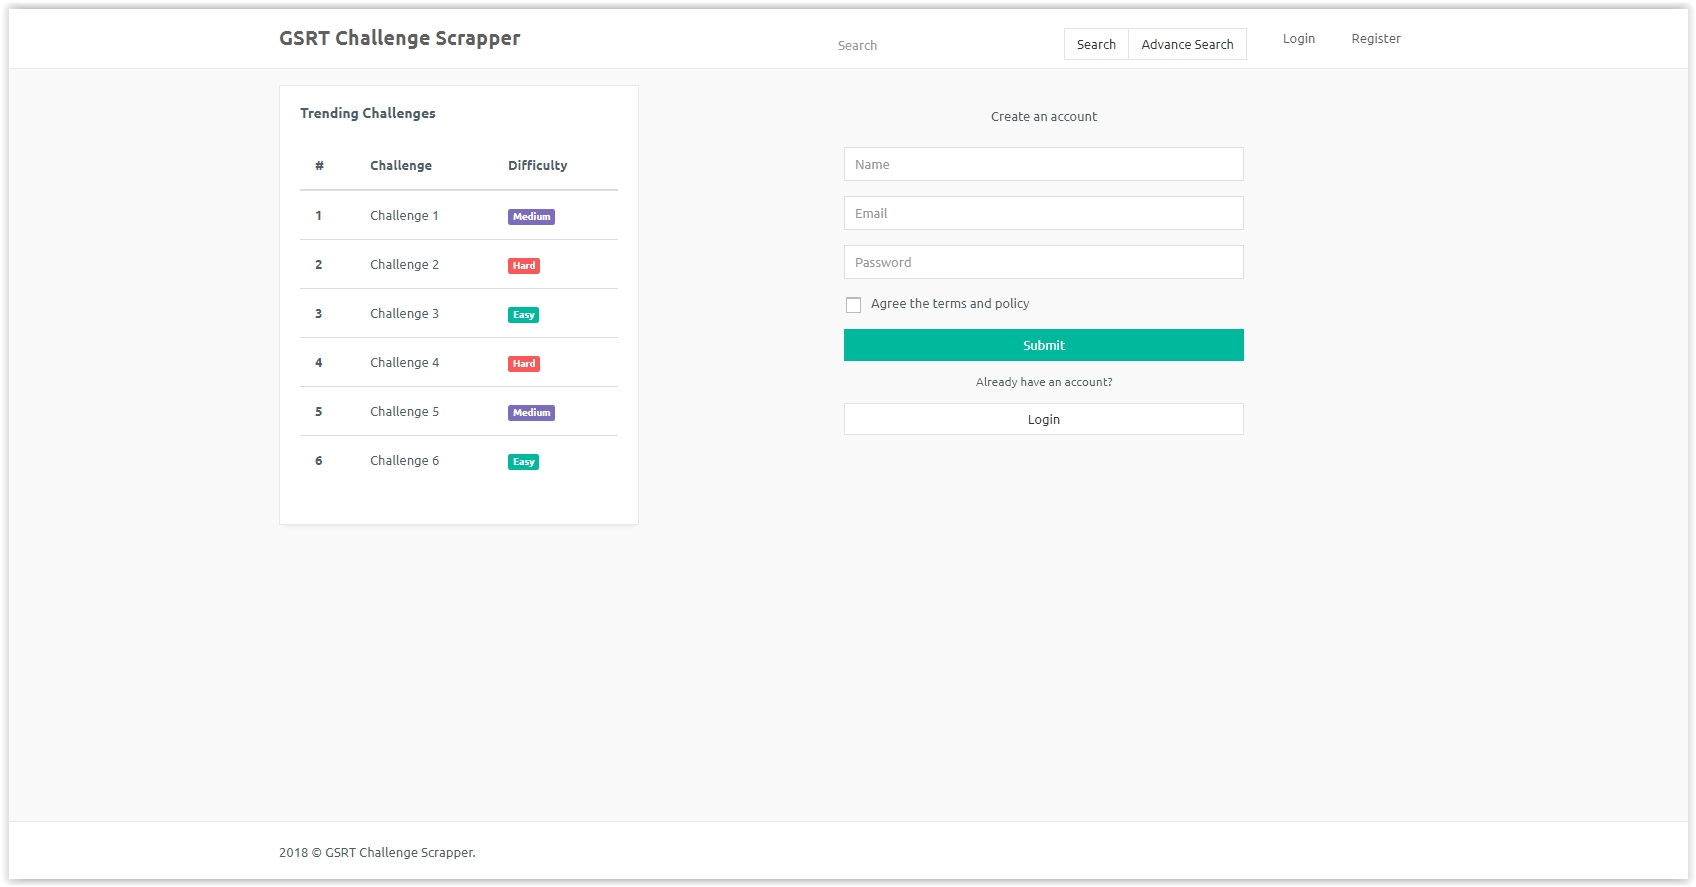 GSRT Challenge Scrapper
Search
Search
Advance Search
Login
Register
Trending Challenges
# Challenge Difficulty
1 Challenge 1 Medium
2 Challenge 2 Hard
3 Challenge 3 Easy
4 Challenge 4 Hard
5 Challenge 5 Medium
6 Challenge 6 Easy
Create an account
Name
Email
Password
Agree the terms and policy
Submit
Already have an account?
Login
2018 © GSRT Challenge Scrapper.